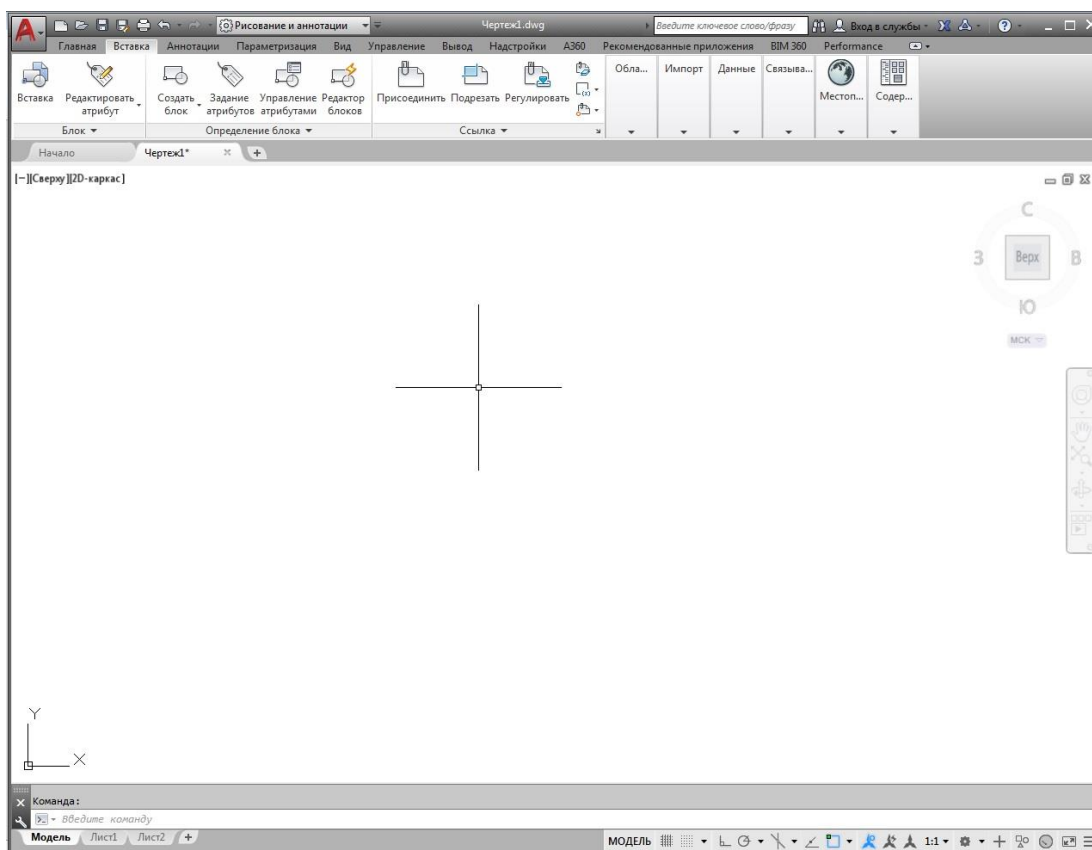 Рисование и аннотации Чертеж1.dwg Введите ключевое слово/фразу Вход в службы
Главная Вставка Аннотации Параметризация Вид Управление Вывод Надстройки A360 Рекомендованные приложения BIM 360 Performance
Вставка Редактировать атрибут Создать блок Задание атрибутов Управление атрибутами Редактор блоков Присоединить Подрезать Регулировать Обла... Импорт Данные Связыва... Местоп... Содер...
Блок Определение блока Ссылка
Начало Чертеж1* +
[−][Сверху][2D-каркас]
С
З Верх В
Ю
МСК
Y
X
Команда:
Введите команду
Модель Лист1 Лист2 + МОДЕЛЬ 1:1